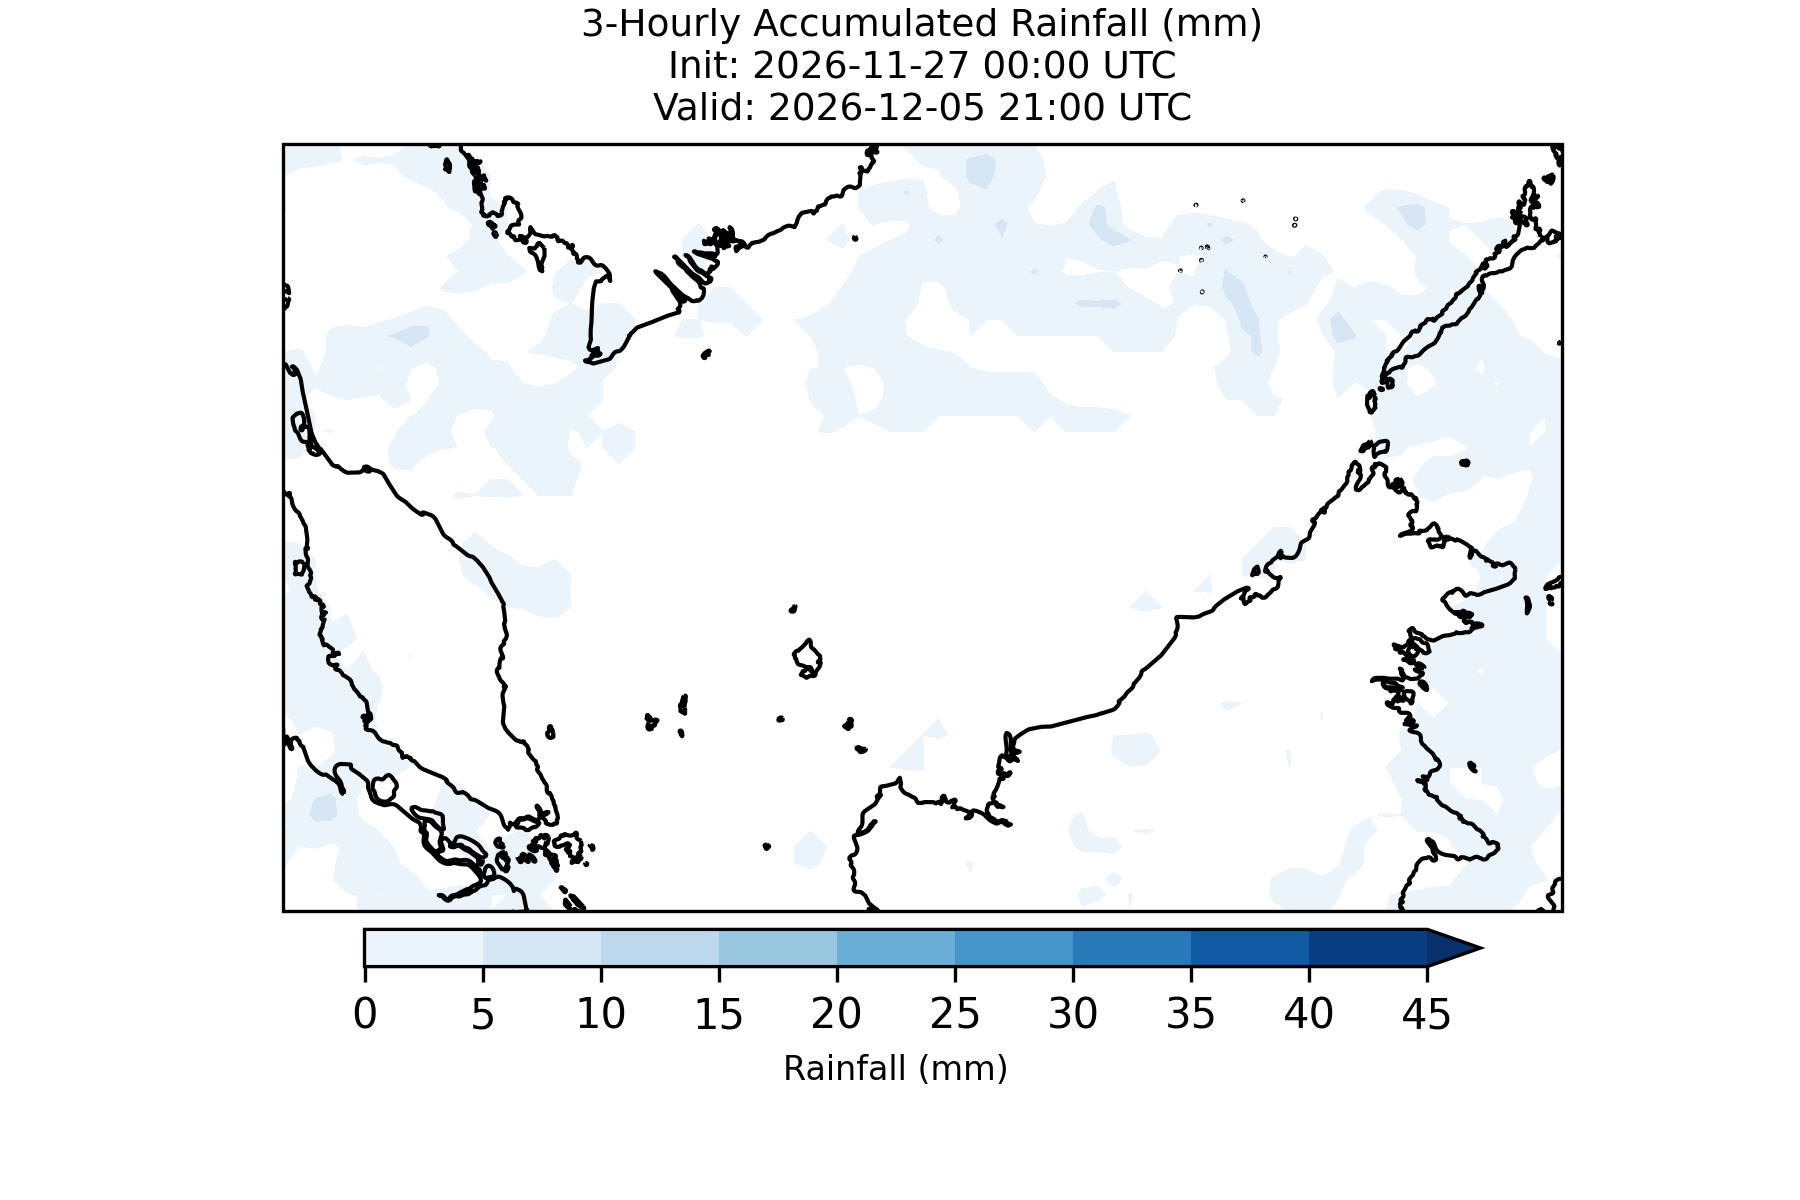 3-Hourly Accumulated Rainfall (mm)
Init: 2026-11-27 00:00 UTC
Valid: 2026-12-05 21:00 UTC
0 5 10 15 20 25 30 35 40 45
Rainfall (mm)